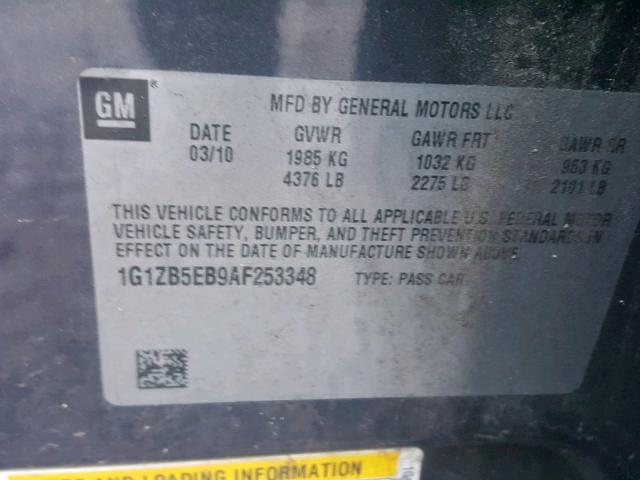 GM ®
MFD BY GENERAL MOTORS LLC
DATE GVWR GAWR FRT GAWR RR
03/10 1985 KG 1032 KG 953 KG
4376 LB 2275 LB 2101 LB
THIS VEHICLE CONFORMS TO ALL APPLICABLE U.S. FEDERAL MOTOR
VEHICLE SAFETY, BUMPER, AND THEFT PREVENTION STANDARDS IN
EFFECT ON THE DATE OF MANUFACTURE SHOWN ABOVE.
1G1ZB5EB9AF253348 TYPE: PASS CAR
AND LOADING INFORMATION